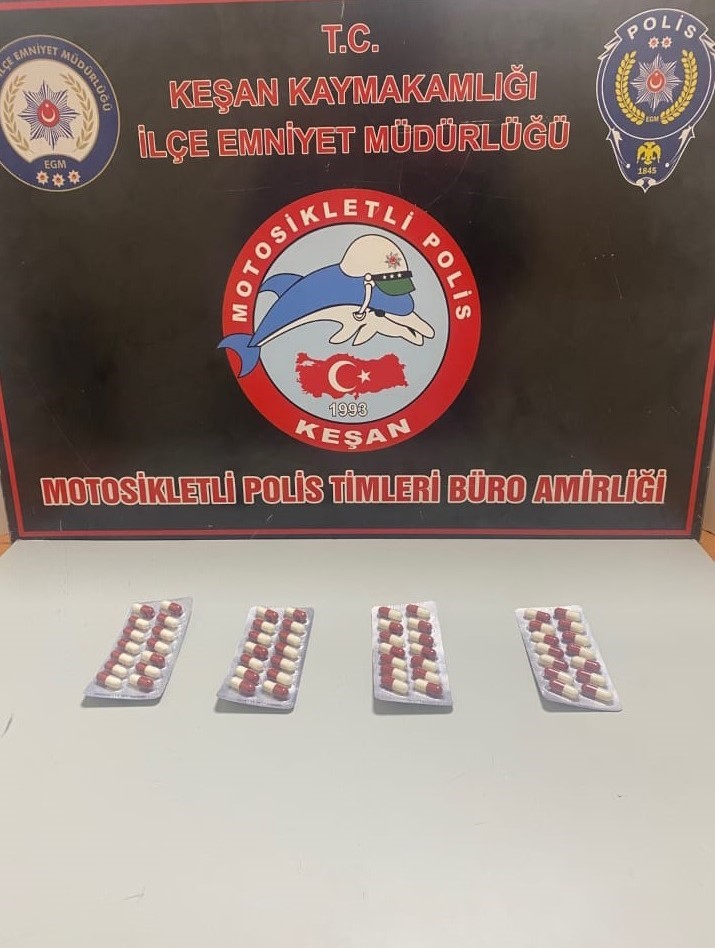 T.C.
KEŞAN KAYMAKAMLIĞI
İLÇE EMNİYET MÜDÜRLÜĞÜ
İLÇE EMNİYET MÜDÜRLÜĞÜ
EGM
POLİS
EGM
1845
MOTOSİKLETLİ POLİS
1993
KEŞAN
MOTOSİKLETLİ POLİS TİMLERİ BÜRO AMİRLİĞİ